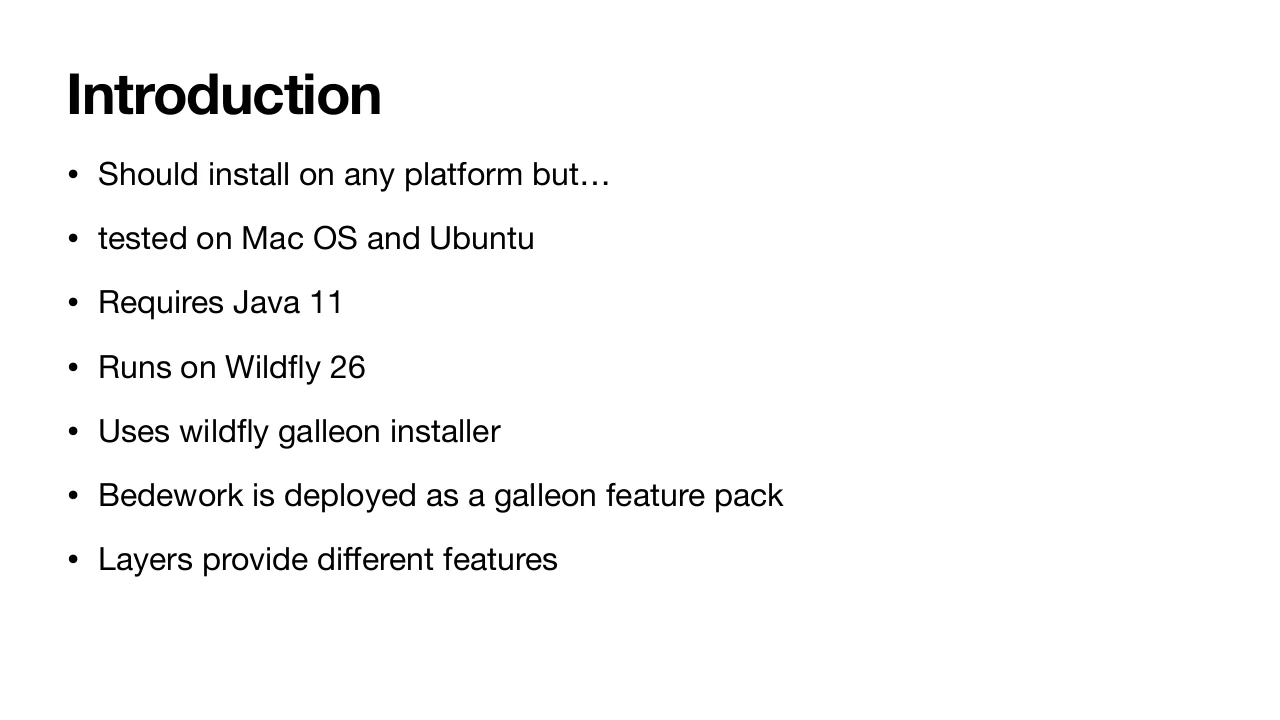 Introduction
• Should install on any platform but…
• tested on Mac OS and Ubuntu
• Requires Java 11
• Runs on Wildfly 26
• Uses wildfly galleon installer
• Bedework is deployed as a galleon feature pack
• Layers provide different features